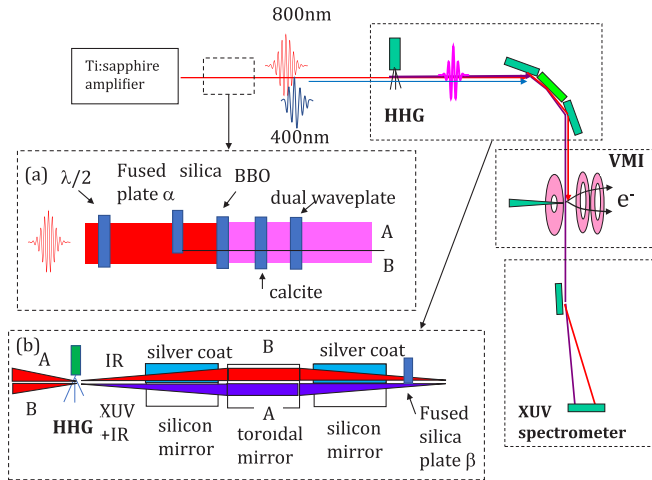 800nm
Ti:sapphire
amplifier
400nm
HHG
VMI
e-
(a)
λ/2
Fused silica
plate α
BBO
dual waveplate
A
B
calcite
(b)
A
IR
silver coat
B
silver coat
B
HHG
XUV
+IR
silicon
mirror
A
toroidal
mirror
silicon
mirror
Fused
silica
plate β
XUV
spectrometer